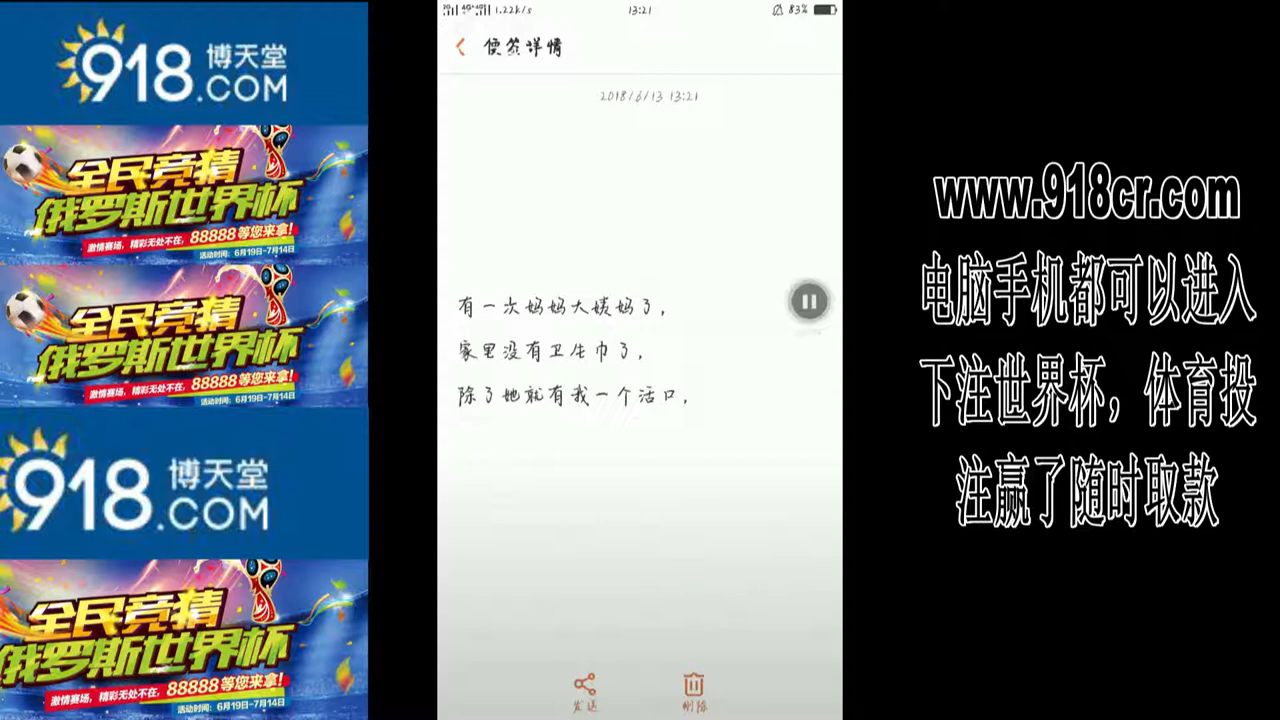 918博天堂
.COM
全民竞猜
俄罗斯世界杯
激情赛场，精彩无处不在，88888等您来拿!
活动时间：6月19日-7月14日
全民竞猜
俄罗斯世界杯
激情赛场，精彩无处不在，88888等您来拿!
活动时间：6月19日-7月14日
918博天堂
.COM
全民竞猜
俄罗斯世界杯
激情赛场，精彩无处不在，88888等您来拿!
活动时间：6月19日-7月14日
1.22K/s
13:21
83%
便签详情
2018/6/13 13:21
有一次妈妈大姨妈了，
家里没有卫生巾了，
除了她就有我一个活口，
发送
删除
www.918cr.com
电脑手机都可以进入
下注世界杯，体育投
注赢了随时取款